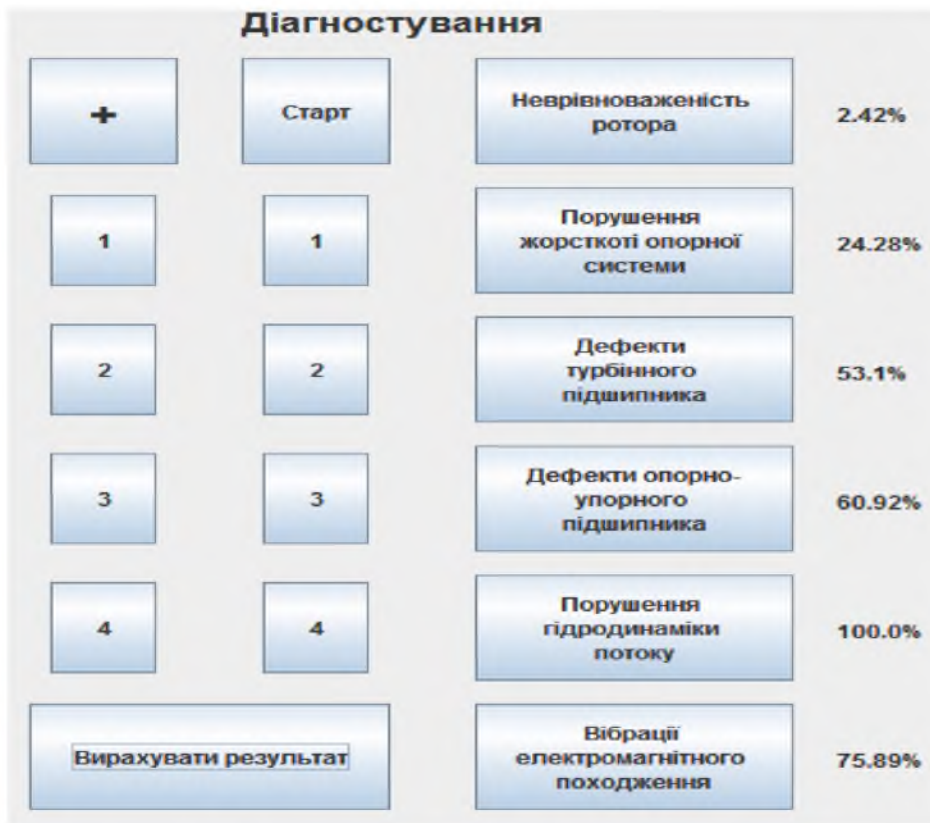 Діагностування
+
Старт
Неврівноваженість
ротора
2.42%
1
1
Порушення
жорсткоті опорної
системи
24.28%
2
2
Дефекти
турбінного
підшипника
53.1%
3
3
Дефекти опорно-
упорного
підшипника
60.92%
4
4
Порушення
гідродинаміки
потоку
100.0%
Вирахувати результат
Вібрації
електромагнітного
походження
75.89%